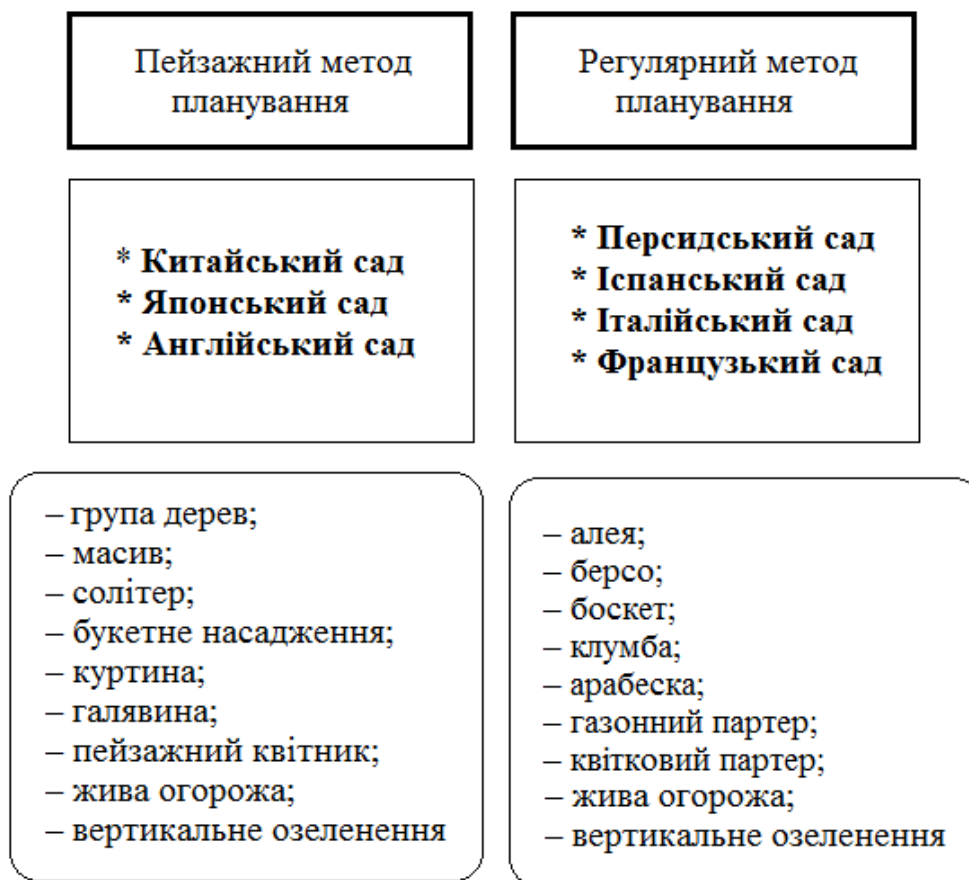 Пейзажний метод
планування
Регулярний метод
планування
* Китайський сад
* Японський сад
* Англійський сад
* Персидський сад
* Іспанський сад
* Італійський сад
* Французький сад
– група дерев;
– масив;
– солітер;
– букетне насадження;
– куртина;
– галявина;
– пейзажний квітник;
– жива огорожа;
– вертикальне озеленення
– алея;
– берсо;
– боскет;
– клумба;
– арабеска;
– газонний партер;
– квітковий партер;
– жива огорожа;
– вертикальне озеленення